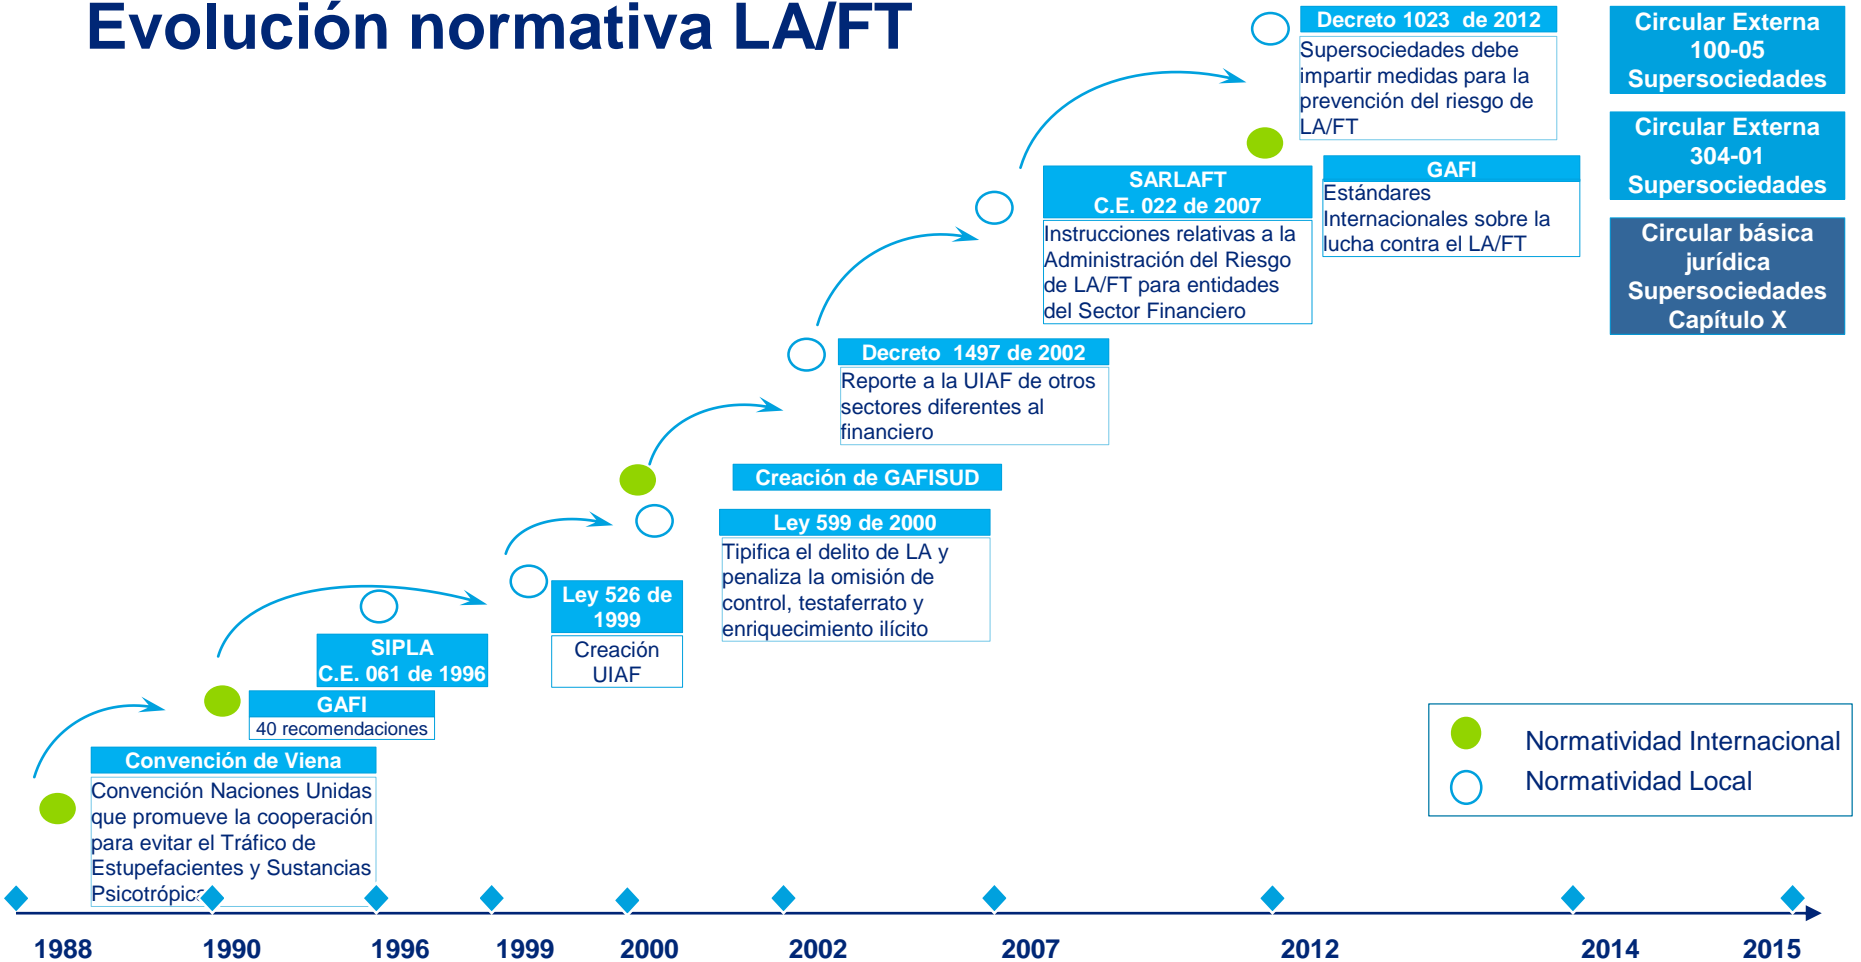 Evolución normativa LA/FT
Decreto 1023 de 2012
Supersociedades debe
impartir medidas para la
prevención del riesgo de
LA/FT
Circular Externa
100-05
Supersociedades
Circular Externa
304-01
Supersociedades
Circular básica
jurídica
Supersociedades
Capítulo X
GAFI
Estándares
Internacionales sobre la
lucha contra el LA/FT
SARLAFT
C.E. 022 de 2007
Instrucciones relativas a la
Administración del Riesgo
de LA/FT para entidades
del Sector Financiero
Decreto 1497 de 2002
Reporte a la UIAF de otros
sectores diferentes al
financiero
Creación de GAFISUD
Ley 599 de 2000
Tipifica el delito de LA y
penaliza la omisión de
control, testaferrato y
enriquecimiento ilícito
Ley 526 de
1999
Creación
UIAF
SIPLA
C.E. 061 de 1996
GAFI
40 recomendaciones
Convención de Viena
Convención Naciones Unidas
que promueve la cooperación
para evitar el Tráfico de
Estupefacientes y Sustancias
Psicotrópica
Normatividad Internacional
Normatividad Local
1988
1990
1996
1999
2000
2002
2007
2012
2014
2015